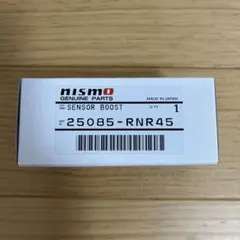 nismo
GENUINE PARTS
MADE IN JAPAN
SENSOR BOOST
1
25085-RNR45